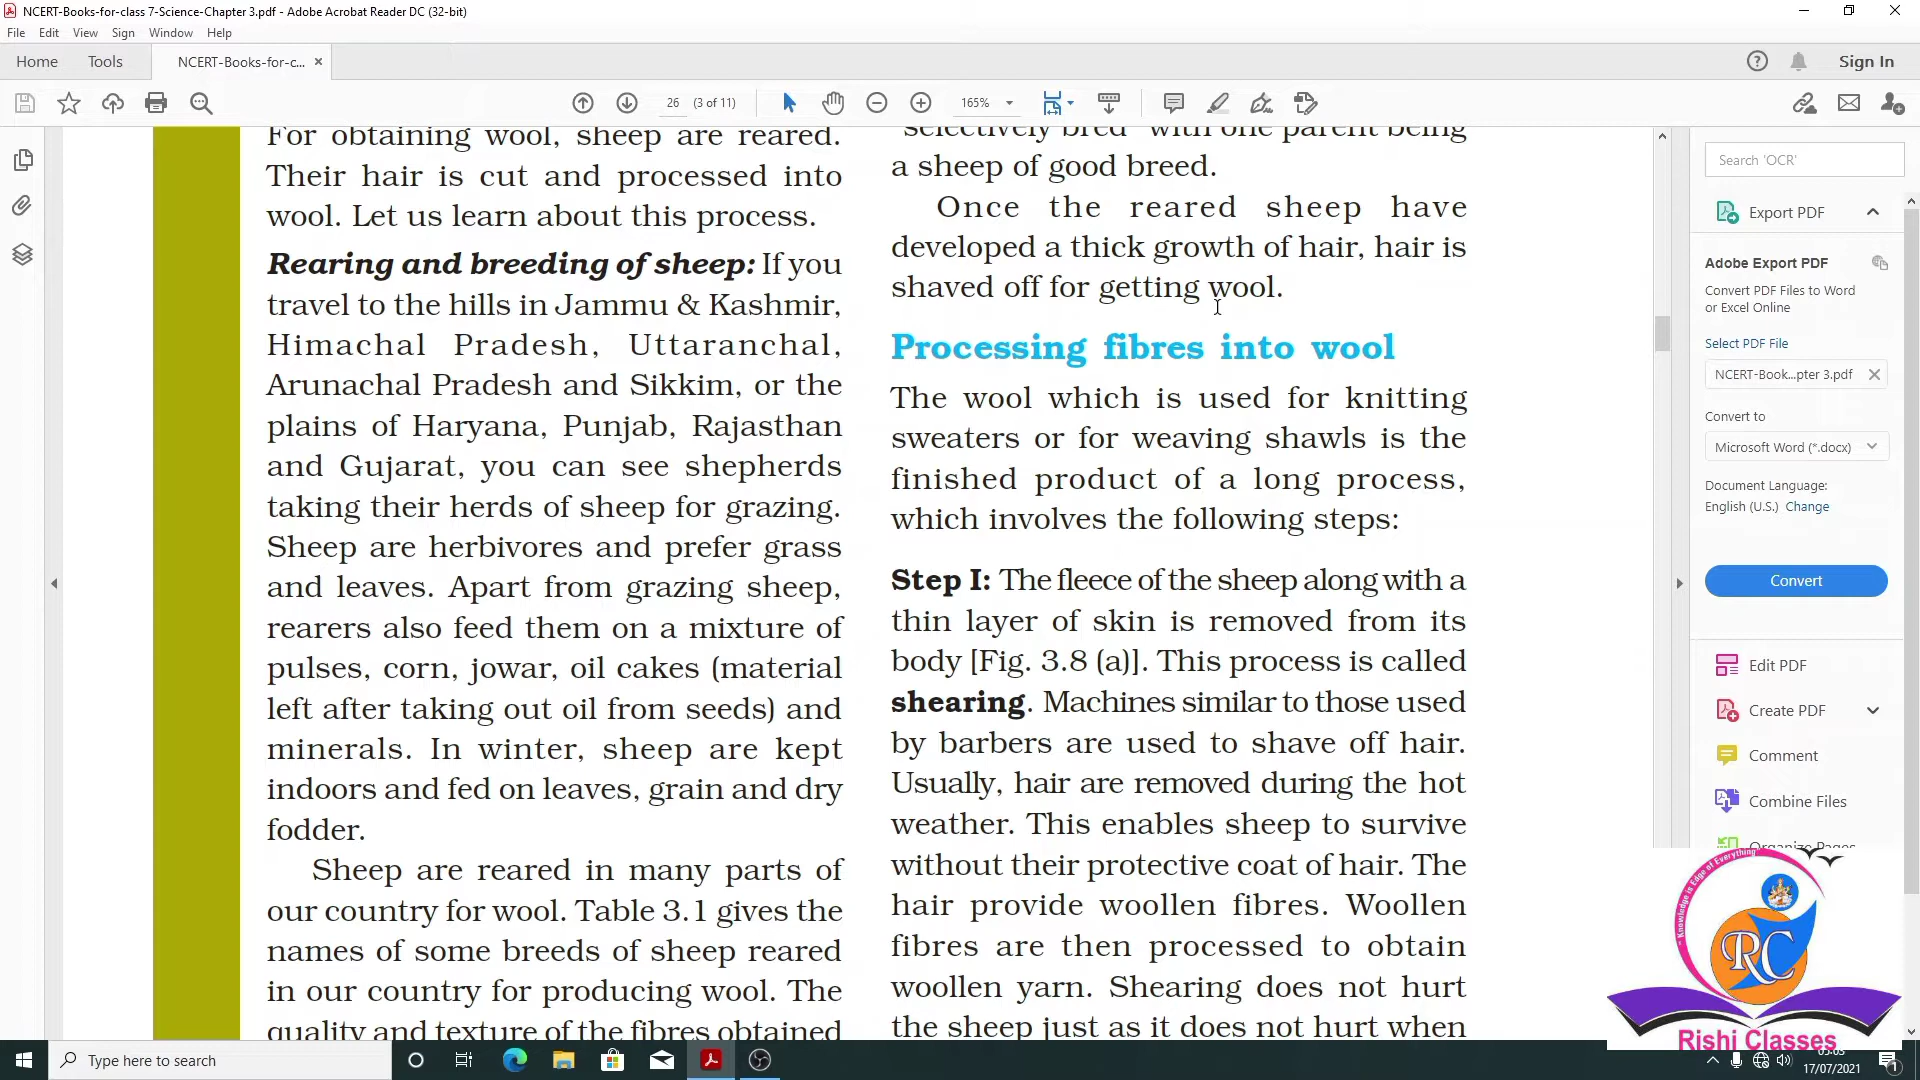 NCERT-Books-for-class 7-Science-Chapter 3.pdf - Adobe Acrobat Reader DC (32-bit)
File Edit View Sign Window Help
Home Tools NCERT-Books-for-c... ×
Sign In
26 (3 of 11)
165%
For obtaining wool, sheep are reared.
Their hair is cut and processed into
wool. Let us learn about this process.
Rearing and breeding of sheep: If you
travel to the hills in Jammu & Kashmir,
Himachal Pradesh, Uttaranchal,
Arunachal Pradesh and Sikkim, or the
plains of Haryana, Punjab, Rajasthan
and Gujarat, you can see shepherds
taking their herds of sheep for grazing.
Sheep are herbivores and prefer grass
and leaves. Apart from grazing sheep,
rearers also feed them on a mixture of
pulses, corn, jowar, oil cakes (material
left after taking out oil from seeds) and
minerals. In winter, sheep are kept
indoors and fed on leaves, grain and dry
fodder.
Sheep are reared in many parts of
our country for wool. Table 3.1 gives the
names of some breeds of sheep reared
in our country for producing wool. The
quality and texture of the fibres obtained
'selectively bred' with one parent being
a sheep of good breed.
Once the reared sheep have
developed a thick growth of hair, hair is
shaved off for getting wool.
Processing fibres into wool
The wool which is used for knitting
sweaters or for weaving shawls is the
finished product of a long process,
which involves the following steps:
Step I: The fleece of the sheep along with a
thin layer of skin is removed from its
body [Fig. 3.8 (a)]. This process is called
shearing. Machines similar to those used
by barbers are used to shave off hair.
Usually, hair are removed during the hot
weather. This enables sheep to survive
without their protective coat of hair. The
hair provide woollen fibres. Woollen
fibres are then processed to obtain
woollen yarn. Shearing does not hurt
the sheep just as it does not hurt when
Search 'OCR'
Export PDF
Adobe Export PDF
Convert PDF Files to Word
or Excel Online
Select PDF File
NCERT-Book...pter 3.pdf
Convert to
Microsoft Word (*.docx)
Document Language:
English (U.S.) Change
Convert
Edit PDF
Create PDF
Comment
Combine Files
Organize Pages
Knowledge is Edge of Everything
RC
Rishi Classes
Type here to search
05:05
17/07/2021
1